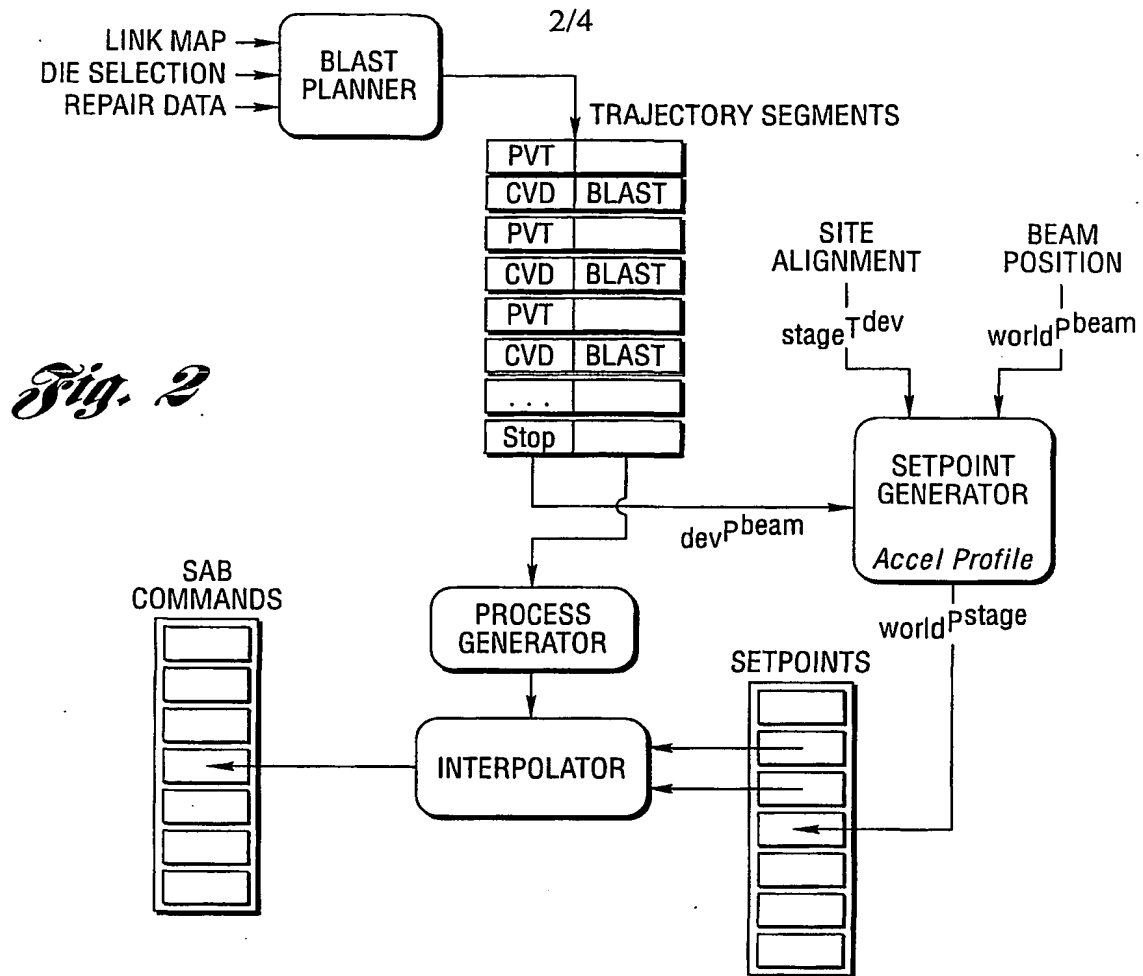 2/4
LINK MAP
DIE SELECTION
REPAIR DATA
BLAST
PLANNER
TRAJECTORY SEGMENTS
PVT
CVD BLAST
PVT
CVD BLAST
PVT
CVD BLAST
. . .
Stop
SITE
ALIGNMENT
BEAM
POSITION
stageTdev
worldPbeam
Fig. 2
SETPOINT
GENERATOR
Accel Profile
devPbeam
worldPstage
SAB
COMMANDS
PROCESS
GENERATOR
SETPOINTS
INTERPOLATOR